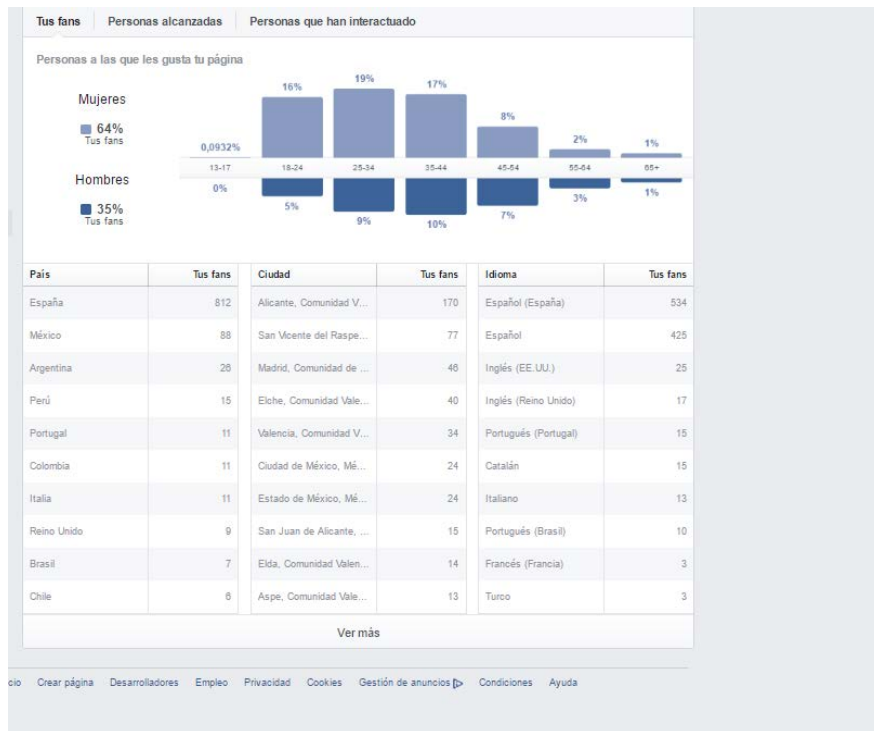 Tus fans Personas alcanzadas Personas que han interactuado
Personas a las que les gusta tu página
Mujeres
64%
Tus fans
0,0932% 16% 19% 17% 8% 2% 1%
13-17 18-24 25-34 35-44 45-54 55-64 65+
Hombres
35%
Tus fans
0% 5% 9% 10% 7% 3% 1%
País Tus fans Ciudad Tus fans Idioma Tus fans
España 812 Alicante, Comunidad V... 170 Español (España) 534
México 88 San Vicente del Raspe... 77 Español 425
Argentina 26 Madrid, Comunidad de ... 46 Inglés (EE.UU.) 25
Perú 15 Elche, Comunidad Vale... 40 Inglés (Reino Unido) 17
Portugal 11 Valencia, Comunidad V... 34 Portugués (Portugal) 15
Colombia 11 Ciudad de México, Mé... 24 Catalán 15
Italia 11 Estado de México, Mé... 24 Italiano 13
Reino Unido 9 San Juan de Alicante, ... 15 Portugués (Brasil) 10
Brasil 7 Elda, Comunidad Valen... 14 Francés (Francia) 3
Chile 6 Aspe, Comunidad Vale... 13 Turco 3
Ver más
cio Crear página Desarrolladores Empleo Privacidad Cookies Gestión de anuncios Condiciones Ayuda